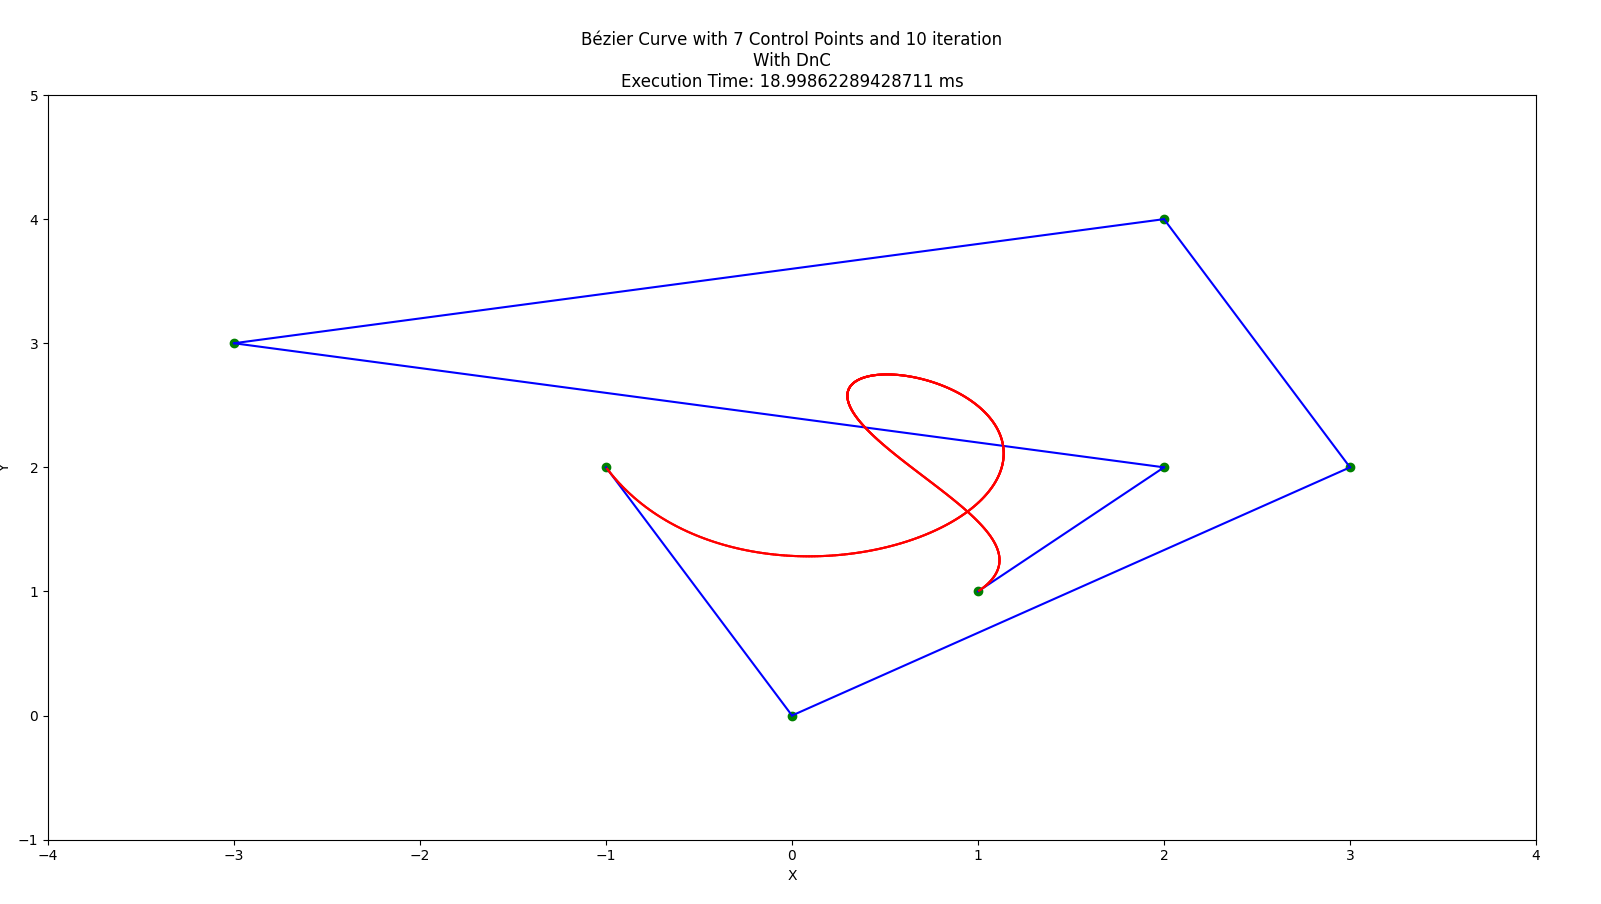 Bézier Curve with 7 Control Points and 10 iteration
With DnC
Execution Time: 18.99862289428711 ms
5
4
3
2
1
0
−1
Y
−4 −3 −2 −1 0 1 2 3 4
X